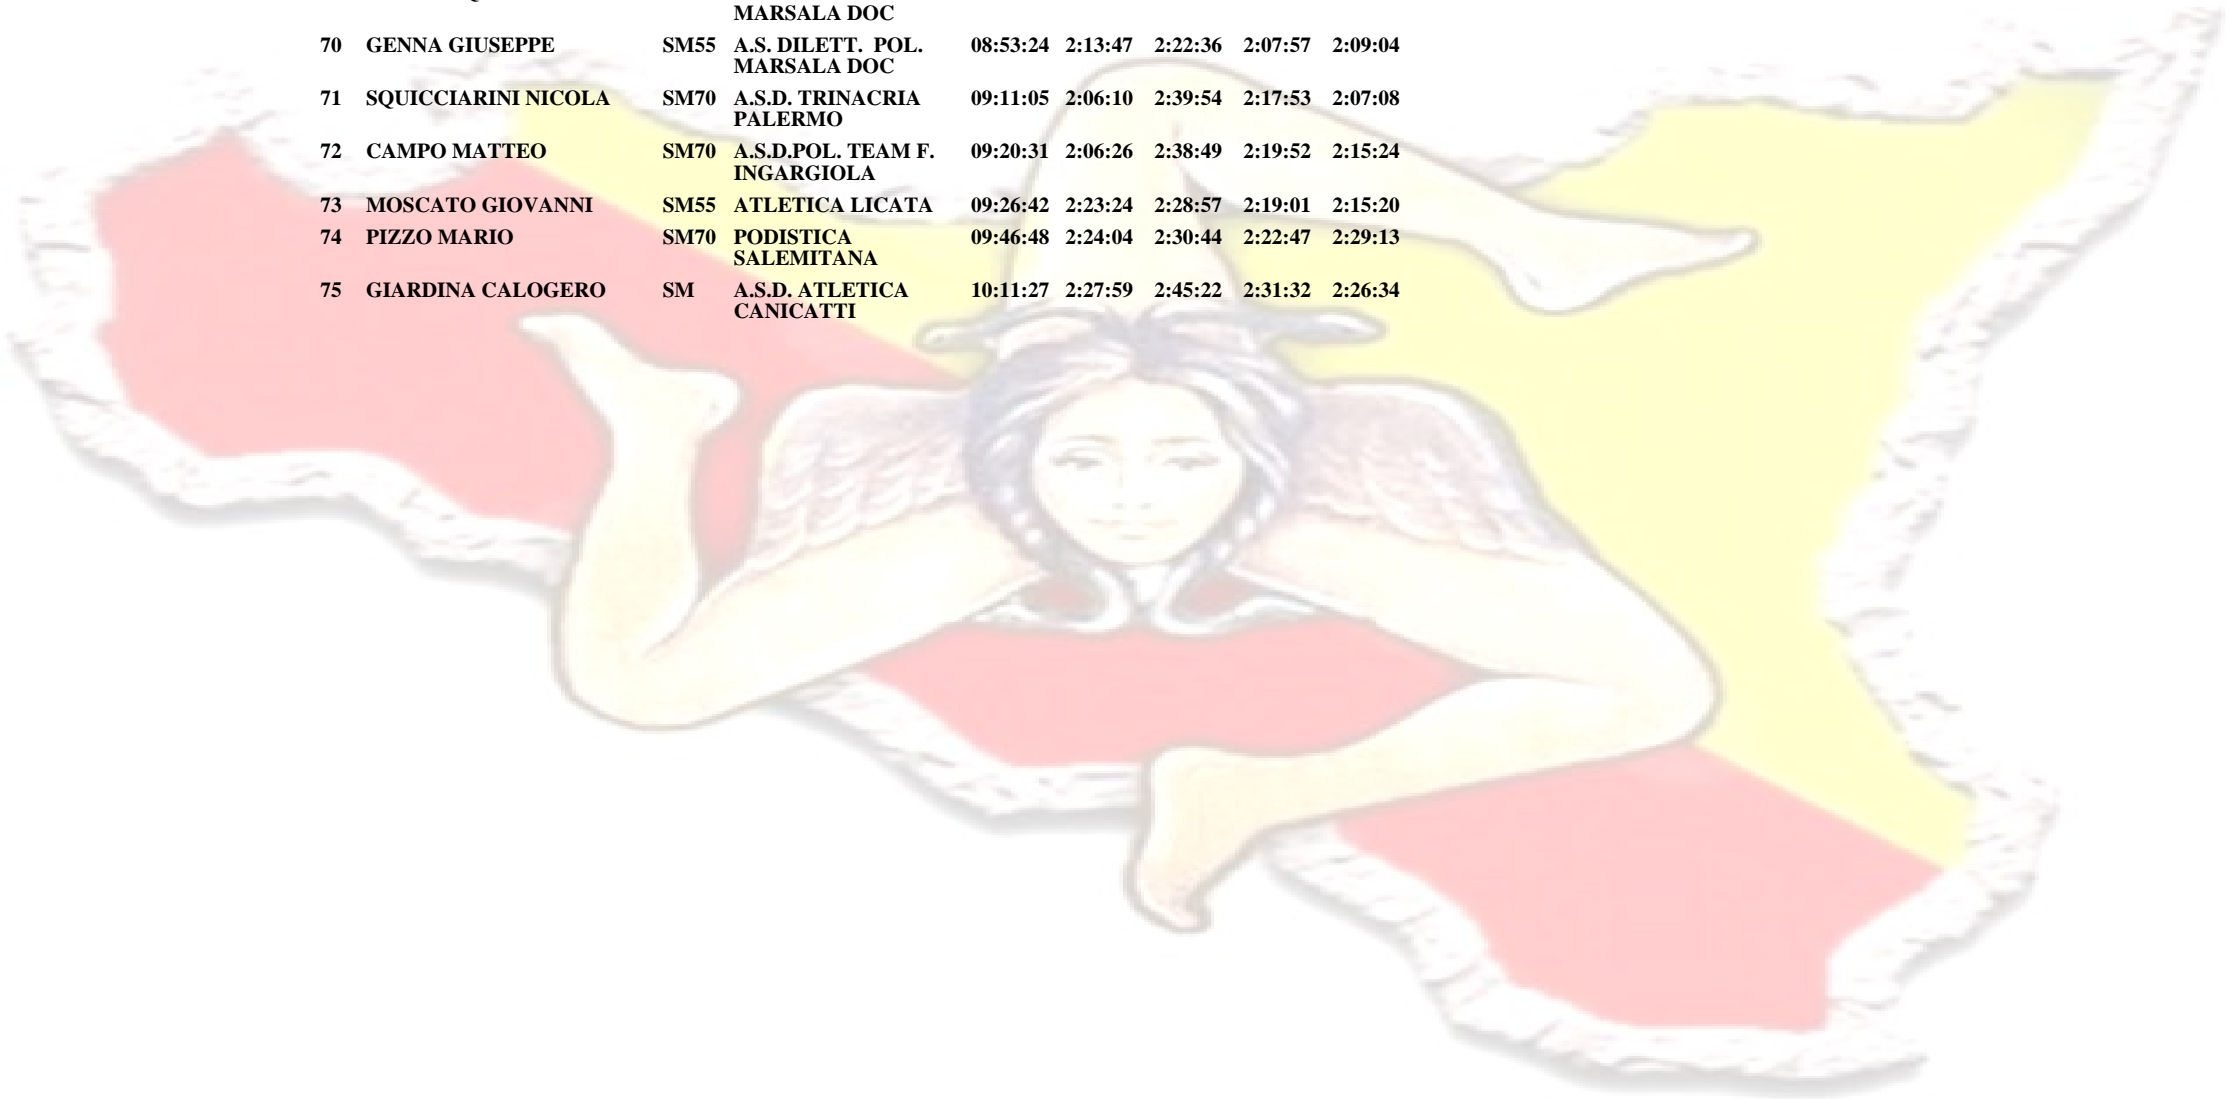 MARSALA DOC
70 GENNA GIUSEPPE SM55 A.S. DILETT. POL. 08:53:24 2:13:47 2:22:36 2:07:57 2:09:04
MARSALA DOC
71 SQUICCIARINI NICOLA SM70 A.S.D. TRINACRIA 09:11:05 2:06:10 2:39:54 2:17:53 2:07:08
PALERMO
72 CAMPO MATTEO SM70 A.S.D.POL. TEAM F. 09:20:31 2:06:26 2:38:49 2:19:52 2:15:24
INGARGIOLA
73 MOSCATO GIOVANNI SM55 ATLETICA LICATA 09:26:42 2:23:24 2:28:57 2:19:01 2:15:20
74 PIZZO MARIO SM70 PODISTICA 09:46:48 2:24:04 2:30:44 2:22:47 2:29:13
SALEMITANA
75 GIARDINA CALOGERO SM A.S.D. ATLETICA 10:11:27 2:27:59 2:45:22 2:31:32 2:26:34
CANICATTI